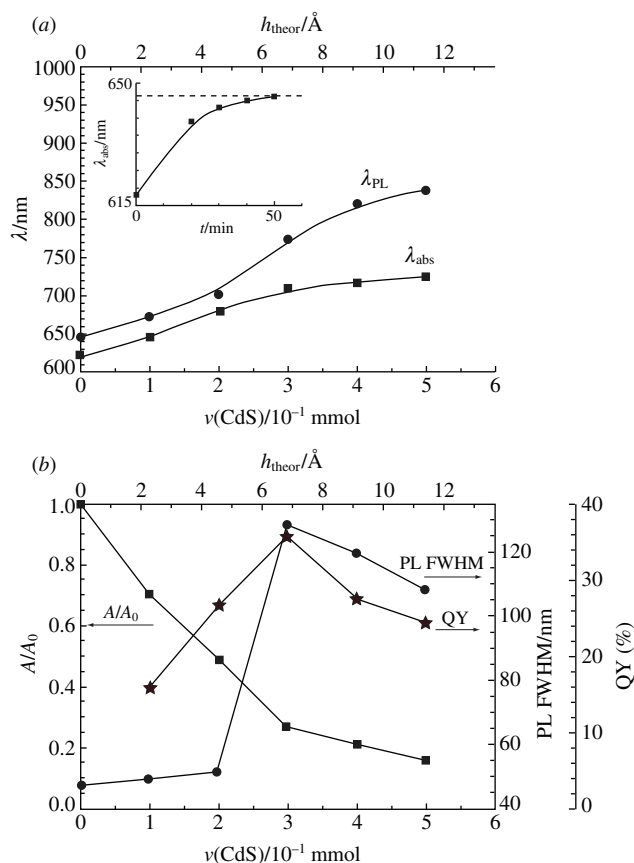 (a)
h_theor/Å
0 2 4 6 8 10 12
1000
950
900
850
800
750
700
650
600
λ/nm
650
615
λ_abs/nm
0
50
t/min
λ_PL
λ_abs
0 1 2 3 4 5 6
ν(CdS)/10⁻¹ mmol
(b)
h_theor/Å
0 2 4 6 8 10 12
1.0
0.8
0.6
0.4
0.2
0.0
A/A₀
A/A₀
PL FWHM
QY
120
100
80
60
40
PL FWHM/nm
40
30
20
10
0
QY (%)
0 1 2 3 4 5 6
ν(CdS)/10⁻¹ mmol